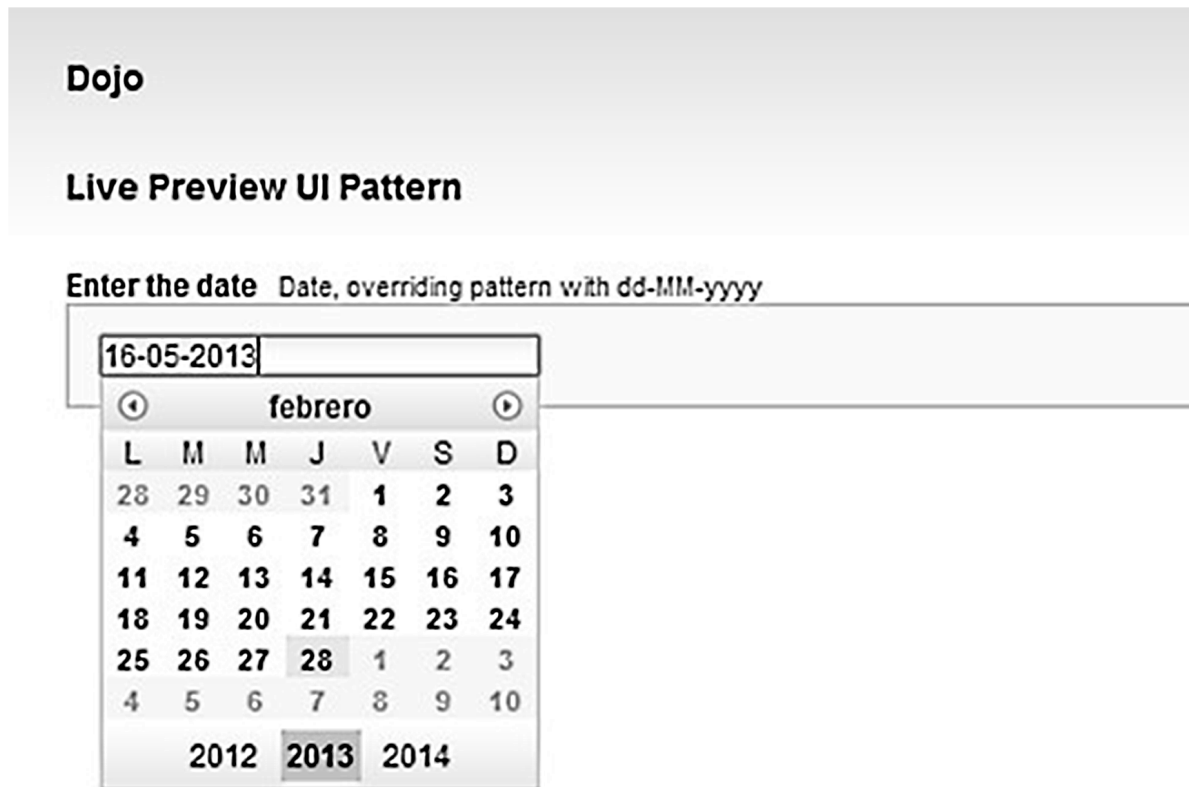 Dojo
Live Preview UI Pattern
Enter the date Date, overriding pattern with dd-MM-yyyy
16-05-2013
febrero
L M M J V S D
28 29 30 31 1 2 3
4 5 6 7 8 9 10
11 12 13 14 15 16 17
18 19 20 21 22 23 24
25 26 27 28 1 2 3
4 5 6 7 8 9 10
2012 2013 2014